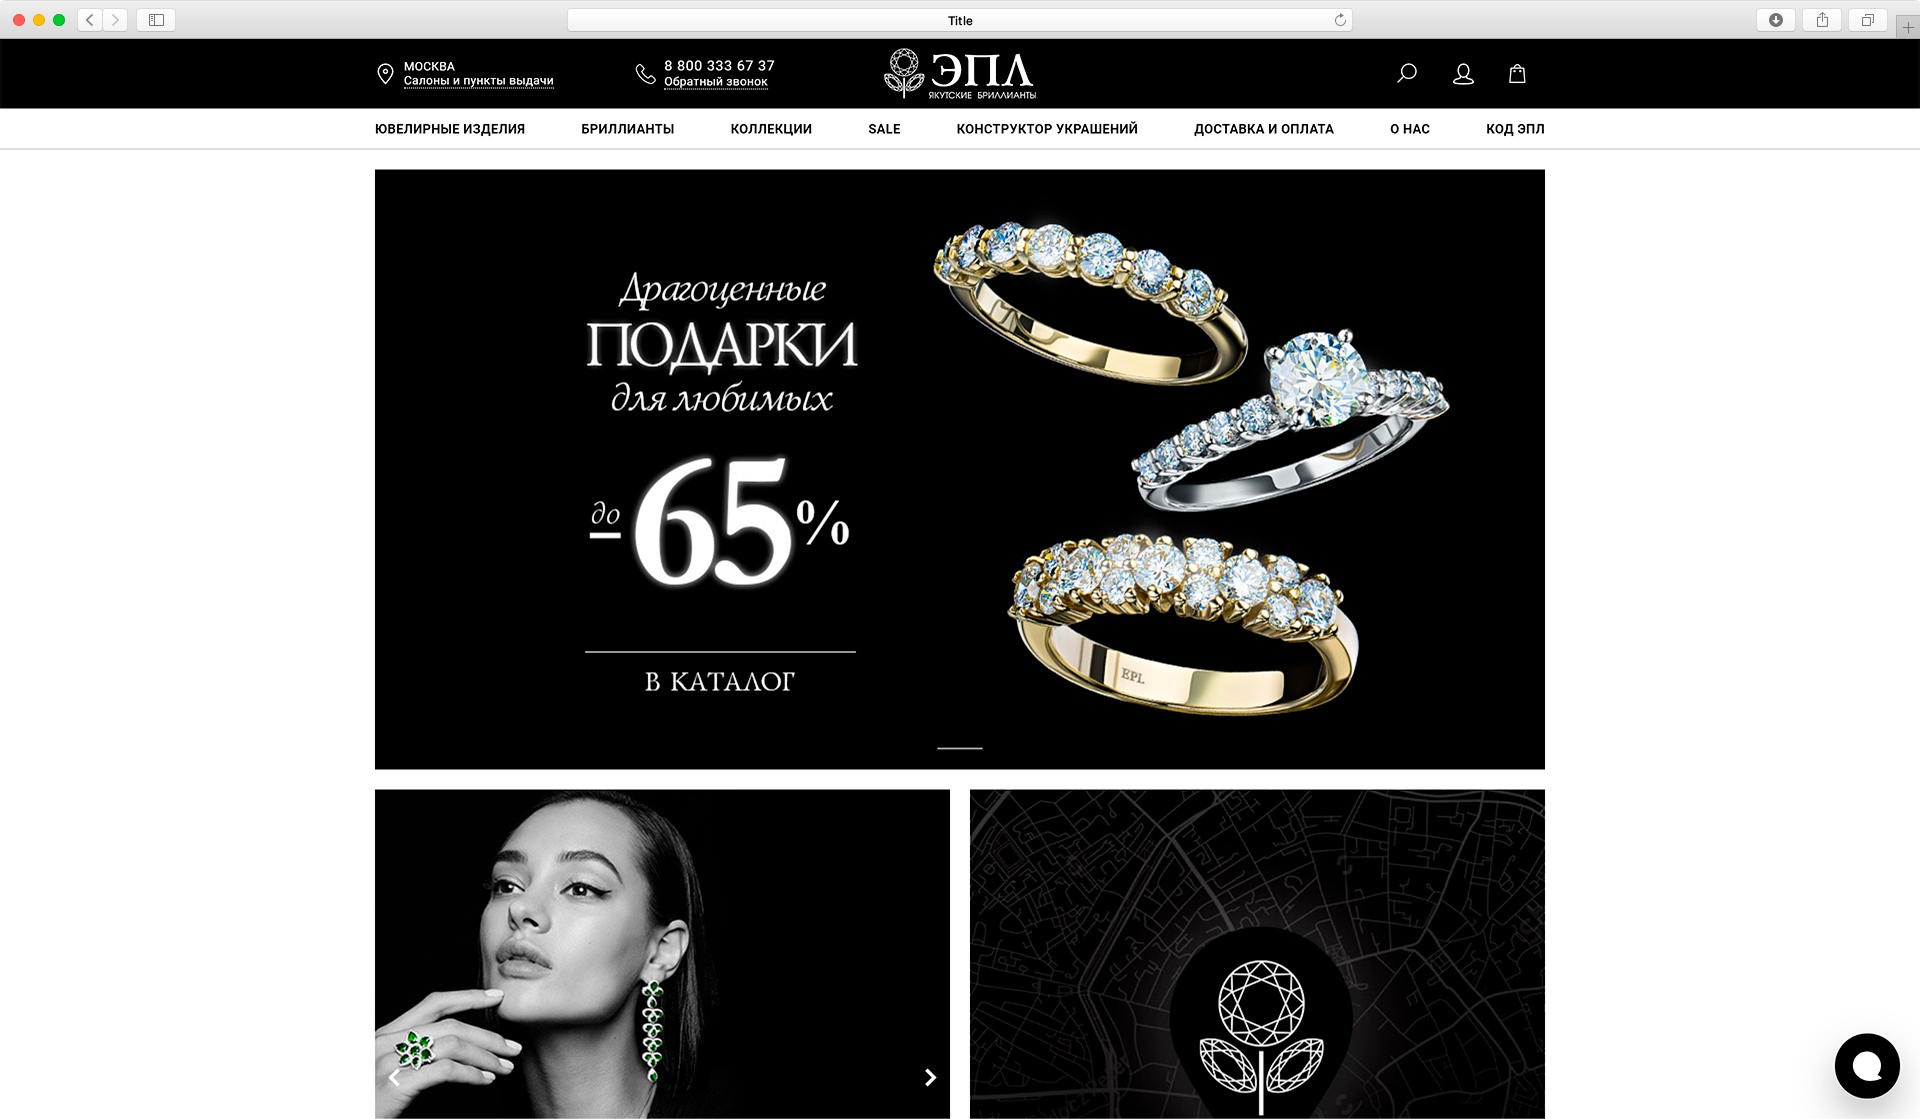 Title
МОСКВА
Салоны и пункты выдачи
8 800 333 67 37
Обратный звонок
ЭПЛ
ЯКУТСКИЕ БРИЛЛИАНТЫ
ЮВЕЛИРНЫЕ ИЗДЕЛИЯ БРИЛЛИАНТЫ КОЛЛЕКЦИИ SALE КОНСТРУКТОР УКРАШЕНИЙ ДОСТАВКА И ОПЛАТА О НАС КОД ЭПЛ
Драгоценные
ПОДАРКИ
для любимых
до -65%
В КАТАЛОГ
EPL